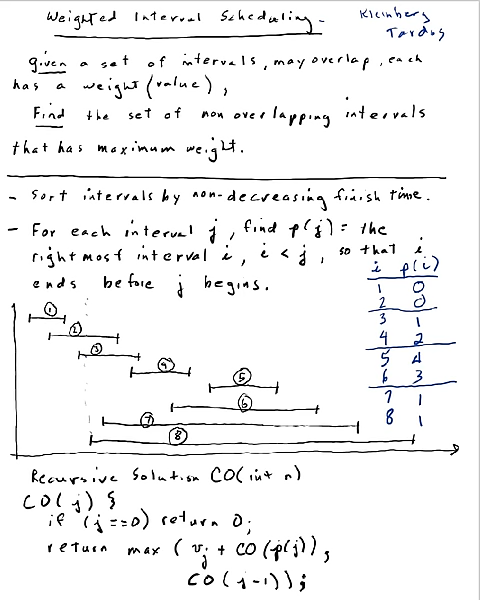 Weighted Interval Scheduling.
Kleinberg
Tardos
given a set of intervals, may overlap, each
has a weight (value),
Find the set of non overlapping intervals
that has maximum weight.
- Sort intervals by non-decreasing finish time.
- For each interval j, find p(j) = the
rightmost interval i, i < j, so that i
ends before j begins.
i p(i)
1 0
2 0
3 1
4 2
5 4
6 3
7 1
8 1
1
2
3
4
5
6
7
8
Recursive Solution CO(int n)
CO(j) {
if (j==0) return 0;
return max (vj + CO(p(j)),
CO(j-1));